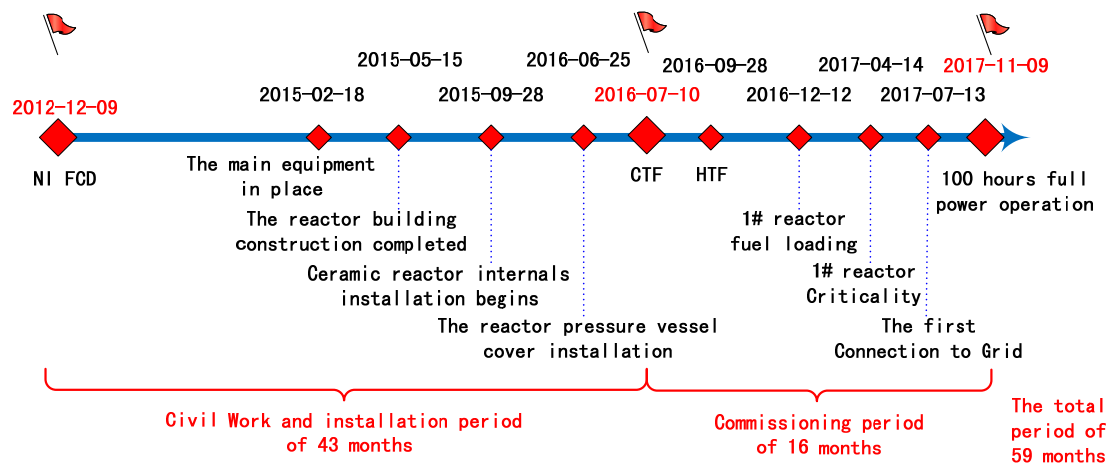 2015-05-15
2016-06-25
2016-09-28
2017-04-14
2017-11-09
2012-12-09
2015-02-18
2015-09-28
2016-07-10
2016-12-12
2017-07-13
NI FCD
The main equipment
in place
CTF
HTF
100 hours full
power operation
The reactor building
construction completed
1# reactor
fuel loading
Ceramic reactor internals
installation begins
1# reactor
Criticality
The reactor pressure vessel
cover installation
The first
Connection to Grid
Civil Work and installation period
of 43 months
Commissioning period
of 16 months
The total
period of
59 months